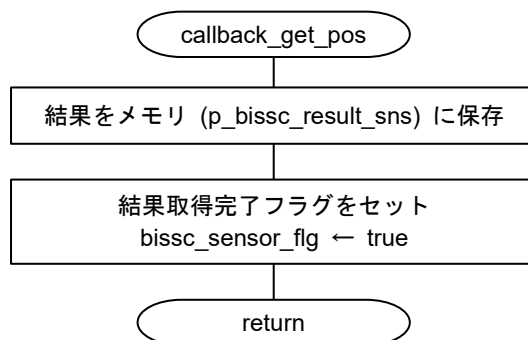 callback_get_pos
結果をメモリ (p_bissc_result_sns) に保存
結果取得完了フラグをセット
bissc_sensor_flg ← true
return